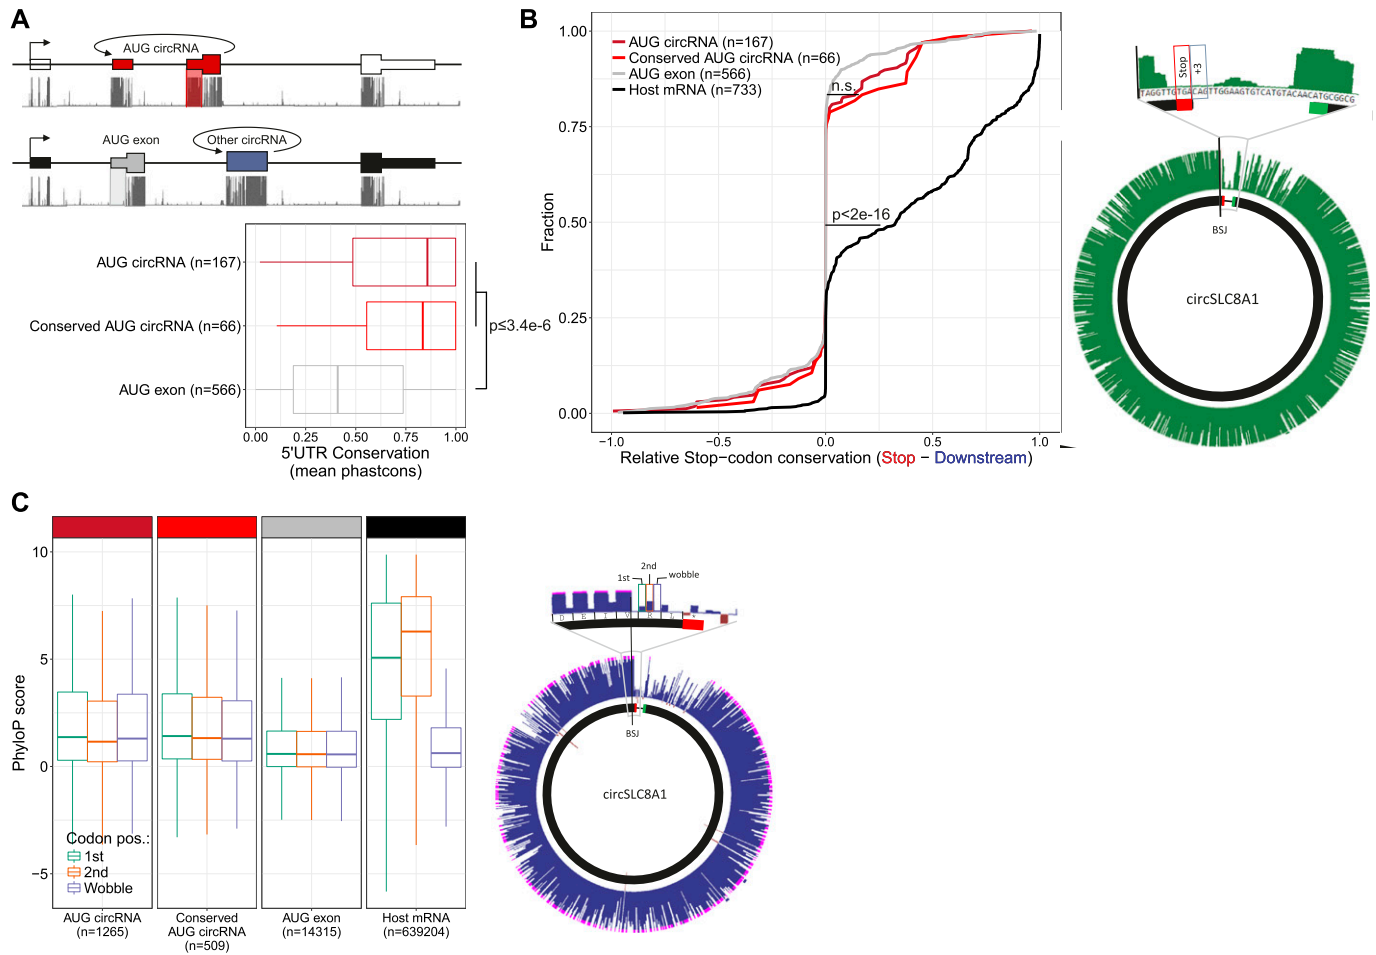 A
AUG circRNA
AUG exon
Other circRNA
AUG circRNA (n=167)
Conserved AUG circRNA (n=66)
AUG exon (n=566)
p≤3.4e-6
0.00 0.25 0.50 0.75 1.00
5'UTR Conservation
(mean phastcons)
B
1.00
0.75
0.50
0.25
0.00
Fraction
AUG circRNA (n=167)
Conserved AUG circRNA (n=66)
AUG exon (n=566)
Host mRNA (n=733)
n.s.
p<2e-16
−1.0 −0.5 0.0 0.5 1.0
Relative Stop−codon conservation (Stop − Downstream)
Stop
+3
TAGGTTGTGACAGTTGGAAGTGTCATGTACAACATGCGGCG
BSJ
circSLC8A1
C
10
5
0
−5
PhyloP score
Codon pos.:
1st
2nd
Wobble
AUG circRNA
(n=1265)
Conserved
AUG circRNA
(n=509)
AUG exon
(n=14315)
Host mRNA
(n=639204)
2nd
1st
wobble
D E I V R L *
BSJ
circSLC8A1